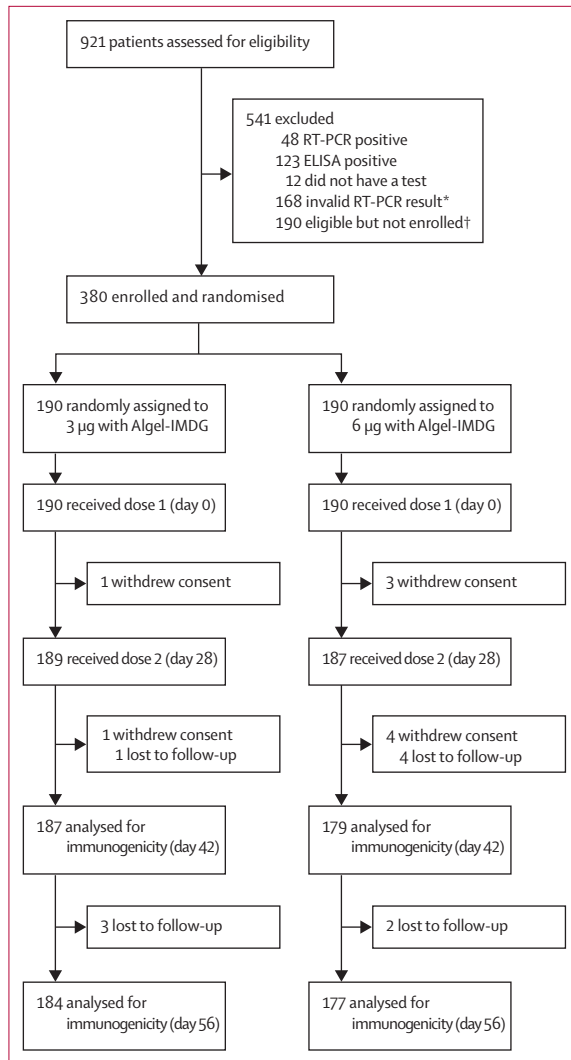 921 patients assessed for eligibility
541 excluded
48 RT-PCR positive
123 ELISA positive
12 did not have a test
168 invalid RT-PCR result*
190 eligible but not enrolled†
380 enrolled and randomised
190 randomly assigned to
3 µg with Algel-IMDG
190 randomly assigned to
6 µg with Algel-IMDG
190 received dose 1 (day 0)
190 received dose 1 (day 0)
1 withdrew consent
3 withdrew consent
189 received dose 2 (day 28)
187 received dose 2 (day 28)
1 withdrew consent
1 lost to follow-up
4 withdrew consent
4 lost to follow-up
187 analysed for
immunogenicity (day 42)
179 analysed for
immunogenicity (day 42)
3 lost to follow-up
2 lost to follow-up
184 analysed for
immunogenicity (day 56)
177 analysed for
immunogenicity (day 56)